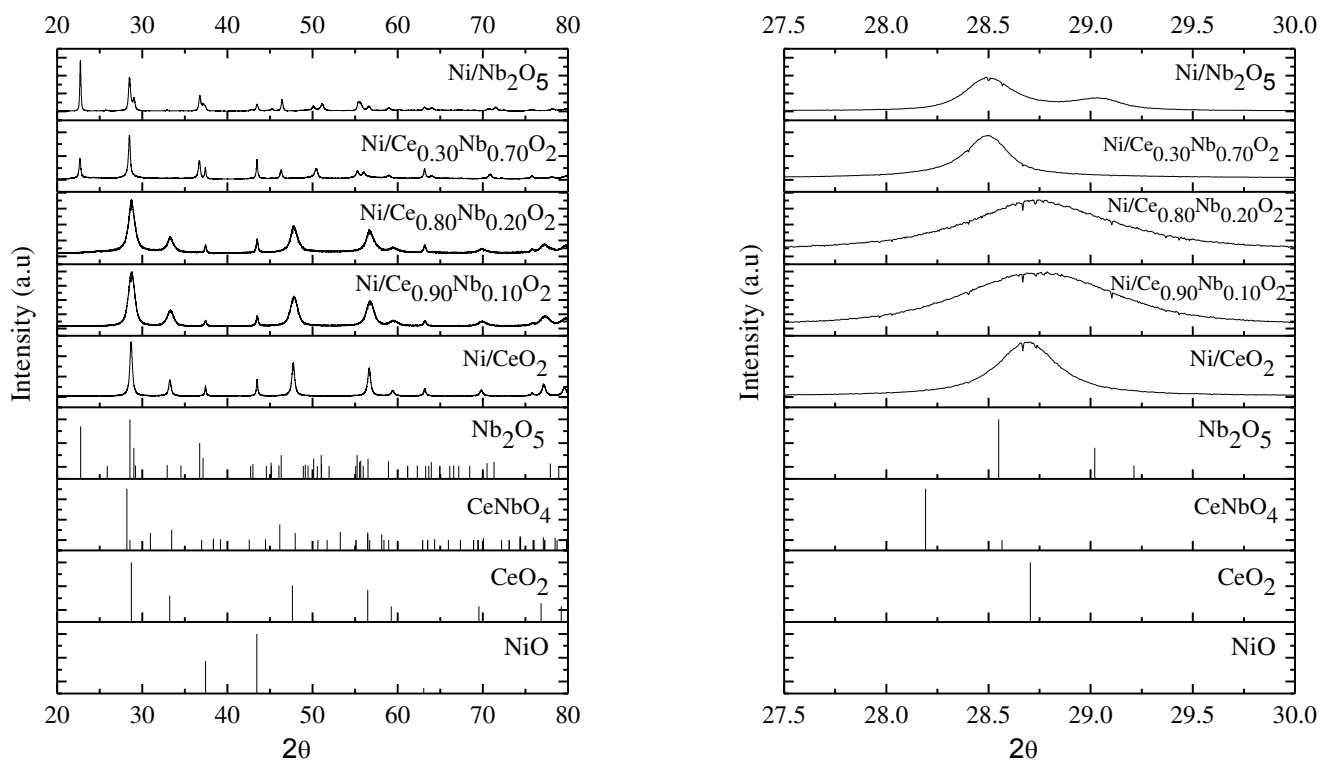 20 30 40 50 60 70 80
Ni/Nb2O5
Ni/Ce0.30Nb0.70O2
Ni/Ce0.80Nb0.20O2
Ni/Ce0.90Nb0.10O2
Ni/CeO2
Nb2O5
CeNbO4
CeO2
NiO
Intensity (a.u)
20 30 40 50 60 70 80
2θ
27.5 28.0 28.5 29.0 29.5 30.0
Ni/Nb2O5
Ni/Ce0.30Nb0.70O2
Ni/Ce0.80Nb0.20O2
Ni/Ce0.90Nb0.10O2
Ni/CeO2
Nb2O5
CeNbO4
CeO2
NiO
Intensity (a.u)
27.5 28.0 28.5 29.0 29.5 30.0
2θ